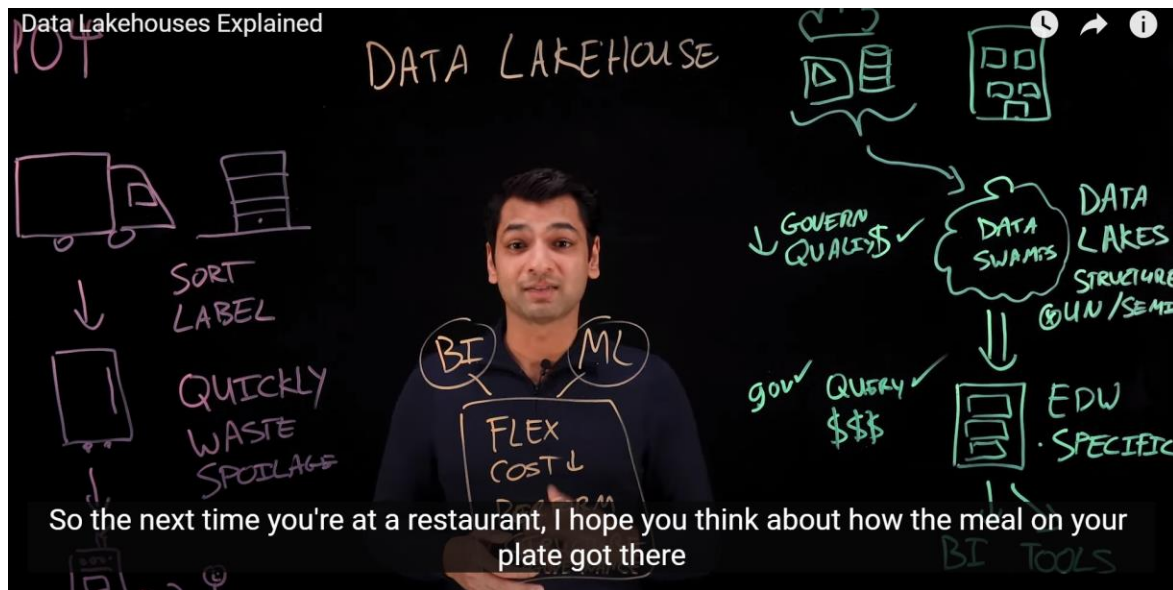 Data Lakehouses Explained
DATA LAKEHOUSE
SORT
LABEL
QUICKLY
WASTE
SPOILAGE
BI
ML
FLEX
COST ↓
↓ GOVERN
$ ✓
DATA
SWAMPS
DATA
LAKES
STRUCTURE
UN/SEMI
gov ✓
QUERY ✓
$$$
EDW
· SPECIFIC
BI TOOLS
So the next time you're at a restaurant, I hope you think about how the meal on your
plate got there